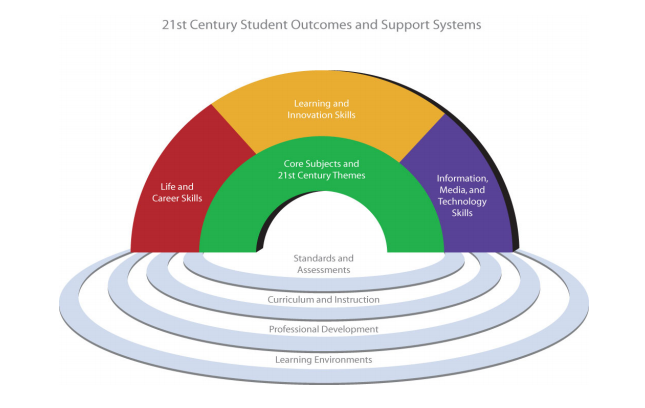 21st Century Student Outcomes and Support Systems
Learning and
Innovation Skills
Core Subjects and
21st Century Themes
Life and
Career Skills
Information,
Media, and
Technology
Skills
Standards and
Assessments
Curriculum and Instruction
Professional Development
Learning Environments